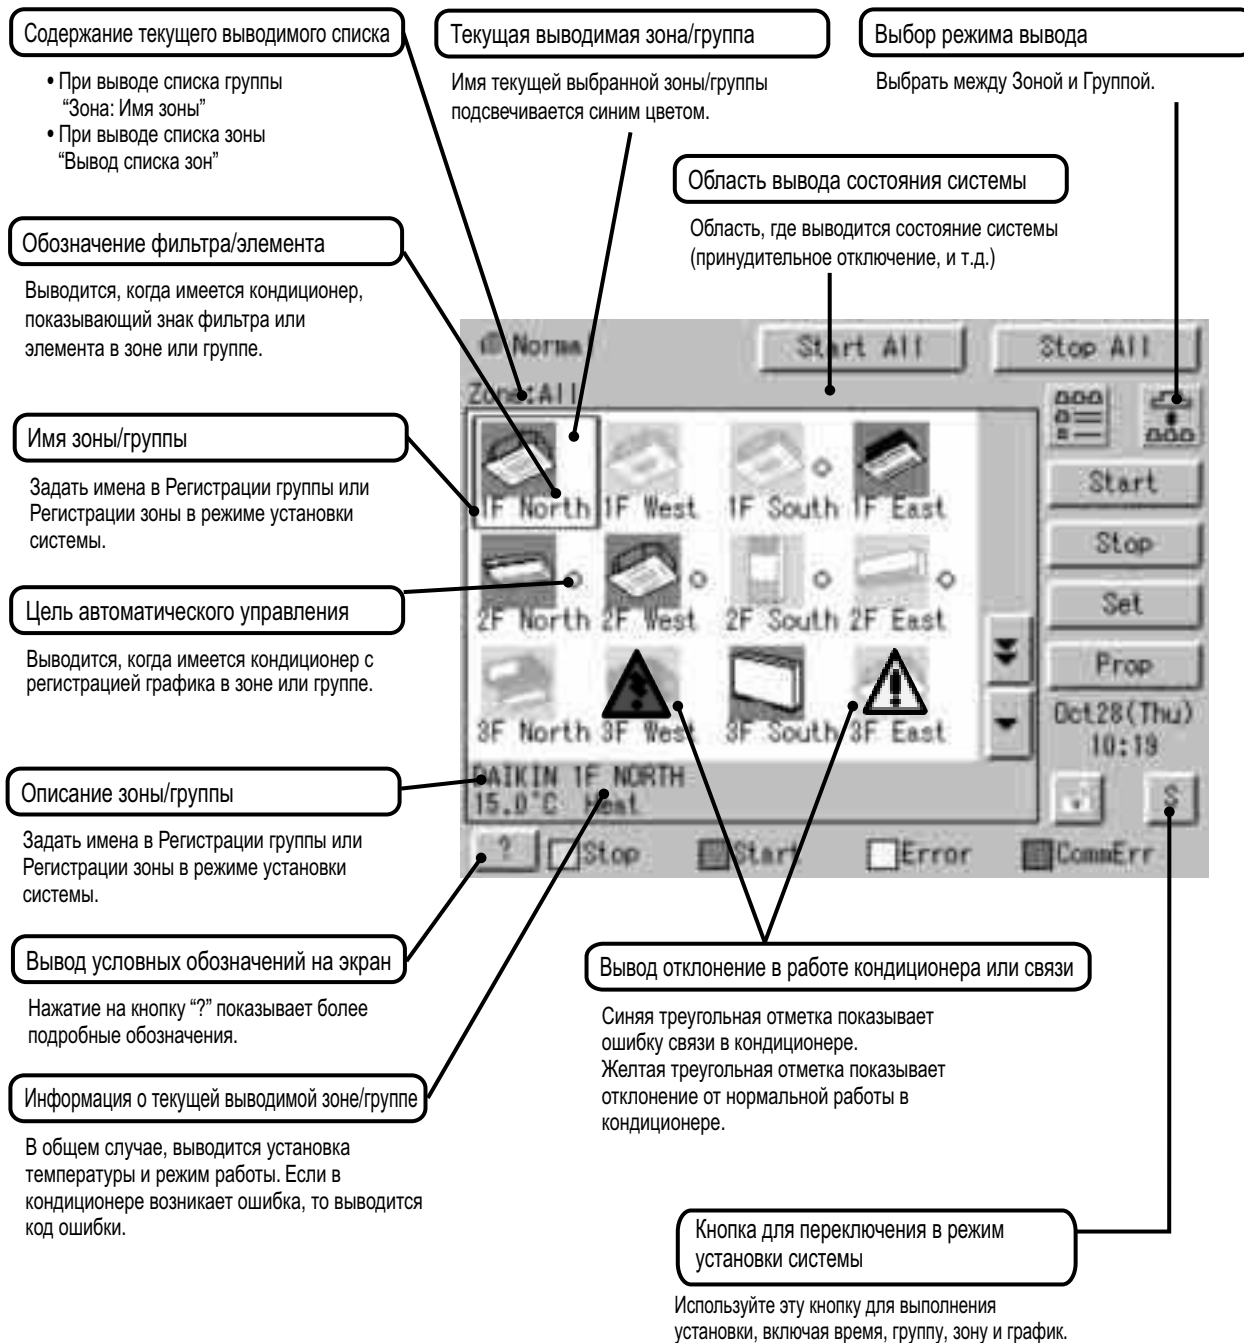 Содержание текущего выводимого списка
• При выводе списка группы
“Зона: Имя зоны”
• При выводе списка зоны
“Вывод списка зон”
Текущая выводимая зона/группа
Имя текущей выбранной зоны/группы
подсвечивается синим цветом.
Выбор режима вывода
Выбрать между Зоной и Группой.
Область вывода состояния системы
Область, где выводится состояние системы
(принудительное отключение, и т.д.)
Обозначение фильтра/элемента
Выводится, когда имеется кондиционер,
показывающий знак фильтра или
элемента в зоне или группе.
Имя зоны/группы
Задать имена в Регистрации группы или
Регистрации зоны в режиме установки
системы.
Цель автоматического управления
Выводится, когда имеется кондиционер с
регистрацией графика в зоне или группе.
Описание зоны/группы
Задать имена в Регистрации группы или
Регистрации зоны в режиме установки
системы.
Вывод условных обозначений на экран
Нажатие на кнопку “?” показывает более
подробные обозначения.
Информация о текущей выводимой зоне/группе
В общем случае, выводится установка
температуры и режим работы. Если в
кондиционере возникает ошибка, то выводится
код ошибки.
Normal
Start All
Stop All
Zone:All
1F North
1F West
1F South
1F East
2F North
2F West
2F South
2F East
3F North
3F West
3F South
3F East
Start
Stop
Set
Prop
Oct28(Thu)
10:19
S
DAIKIN 1F NORTH
15.0°C Heat
?
Stop
Start
Error
CommErr
Вывод отклонение в работе кондиционера или связи
Синяя треугольная отметка показывает
ошибку связи в кондиционере.
Желтая треугольная отметка показывает
отклонение от нормальной работы в
кондиционере.
Кнопка для переключения в режим
установки системы
Используйте эту кнопку для выполнения
установки, включая время, группу, зону и график.